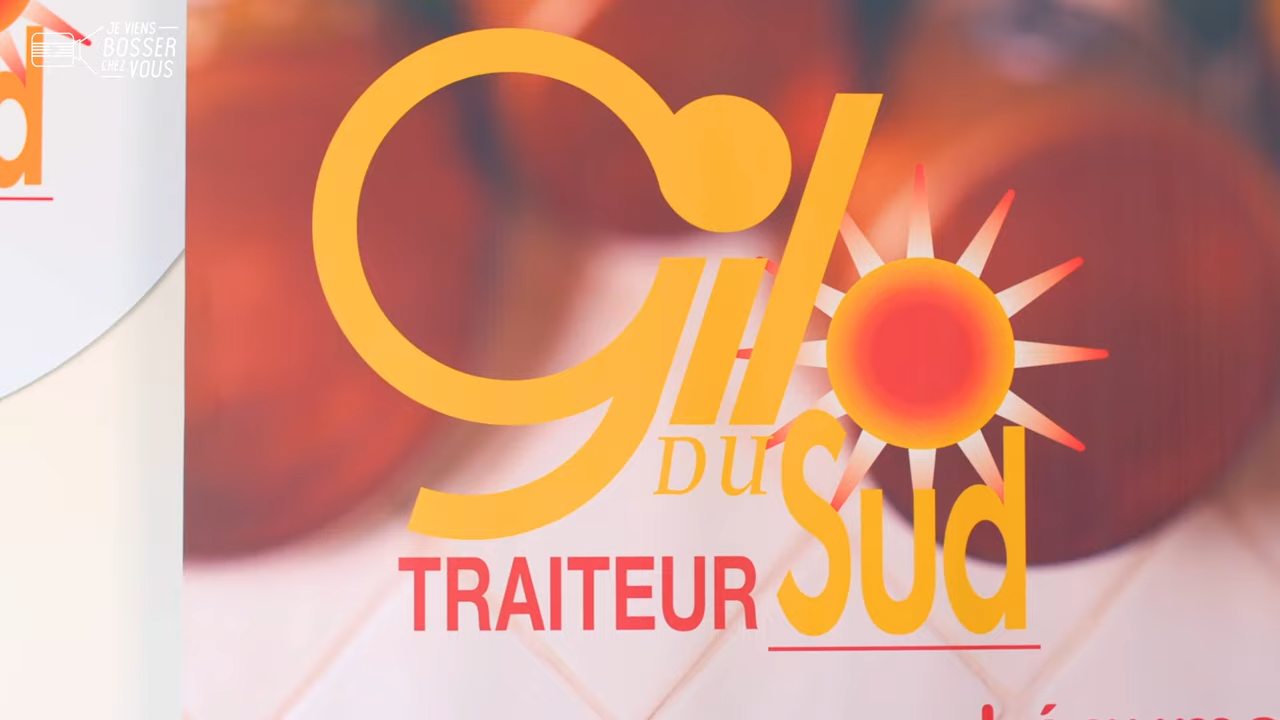 JE VIENS
BOSSER
CHEZ VOUS
d
Gil
DU
Sud
TRAITEUR